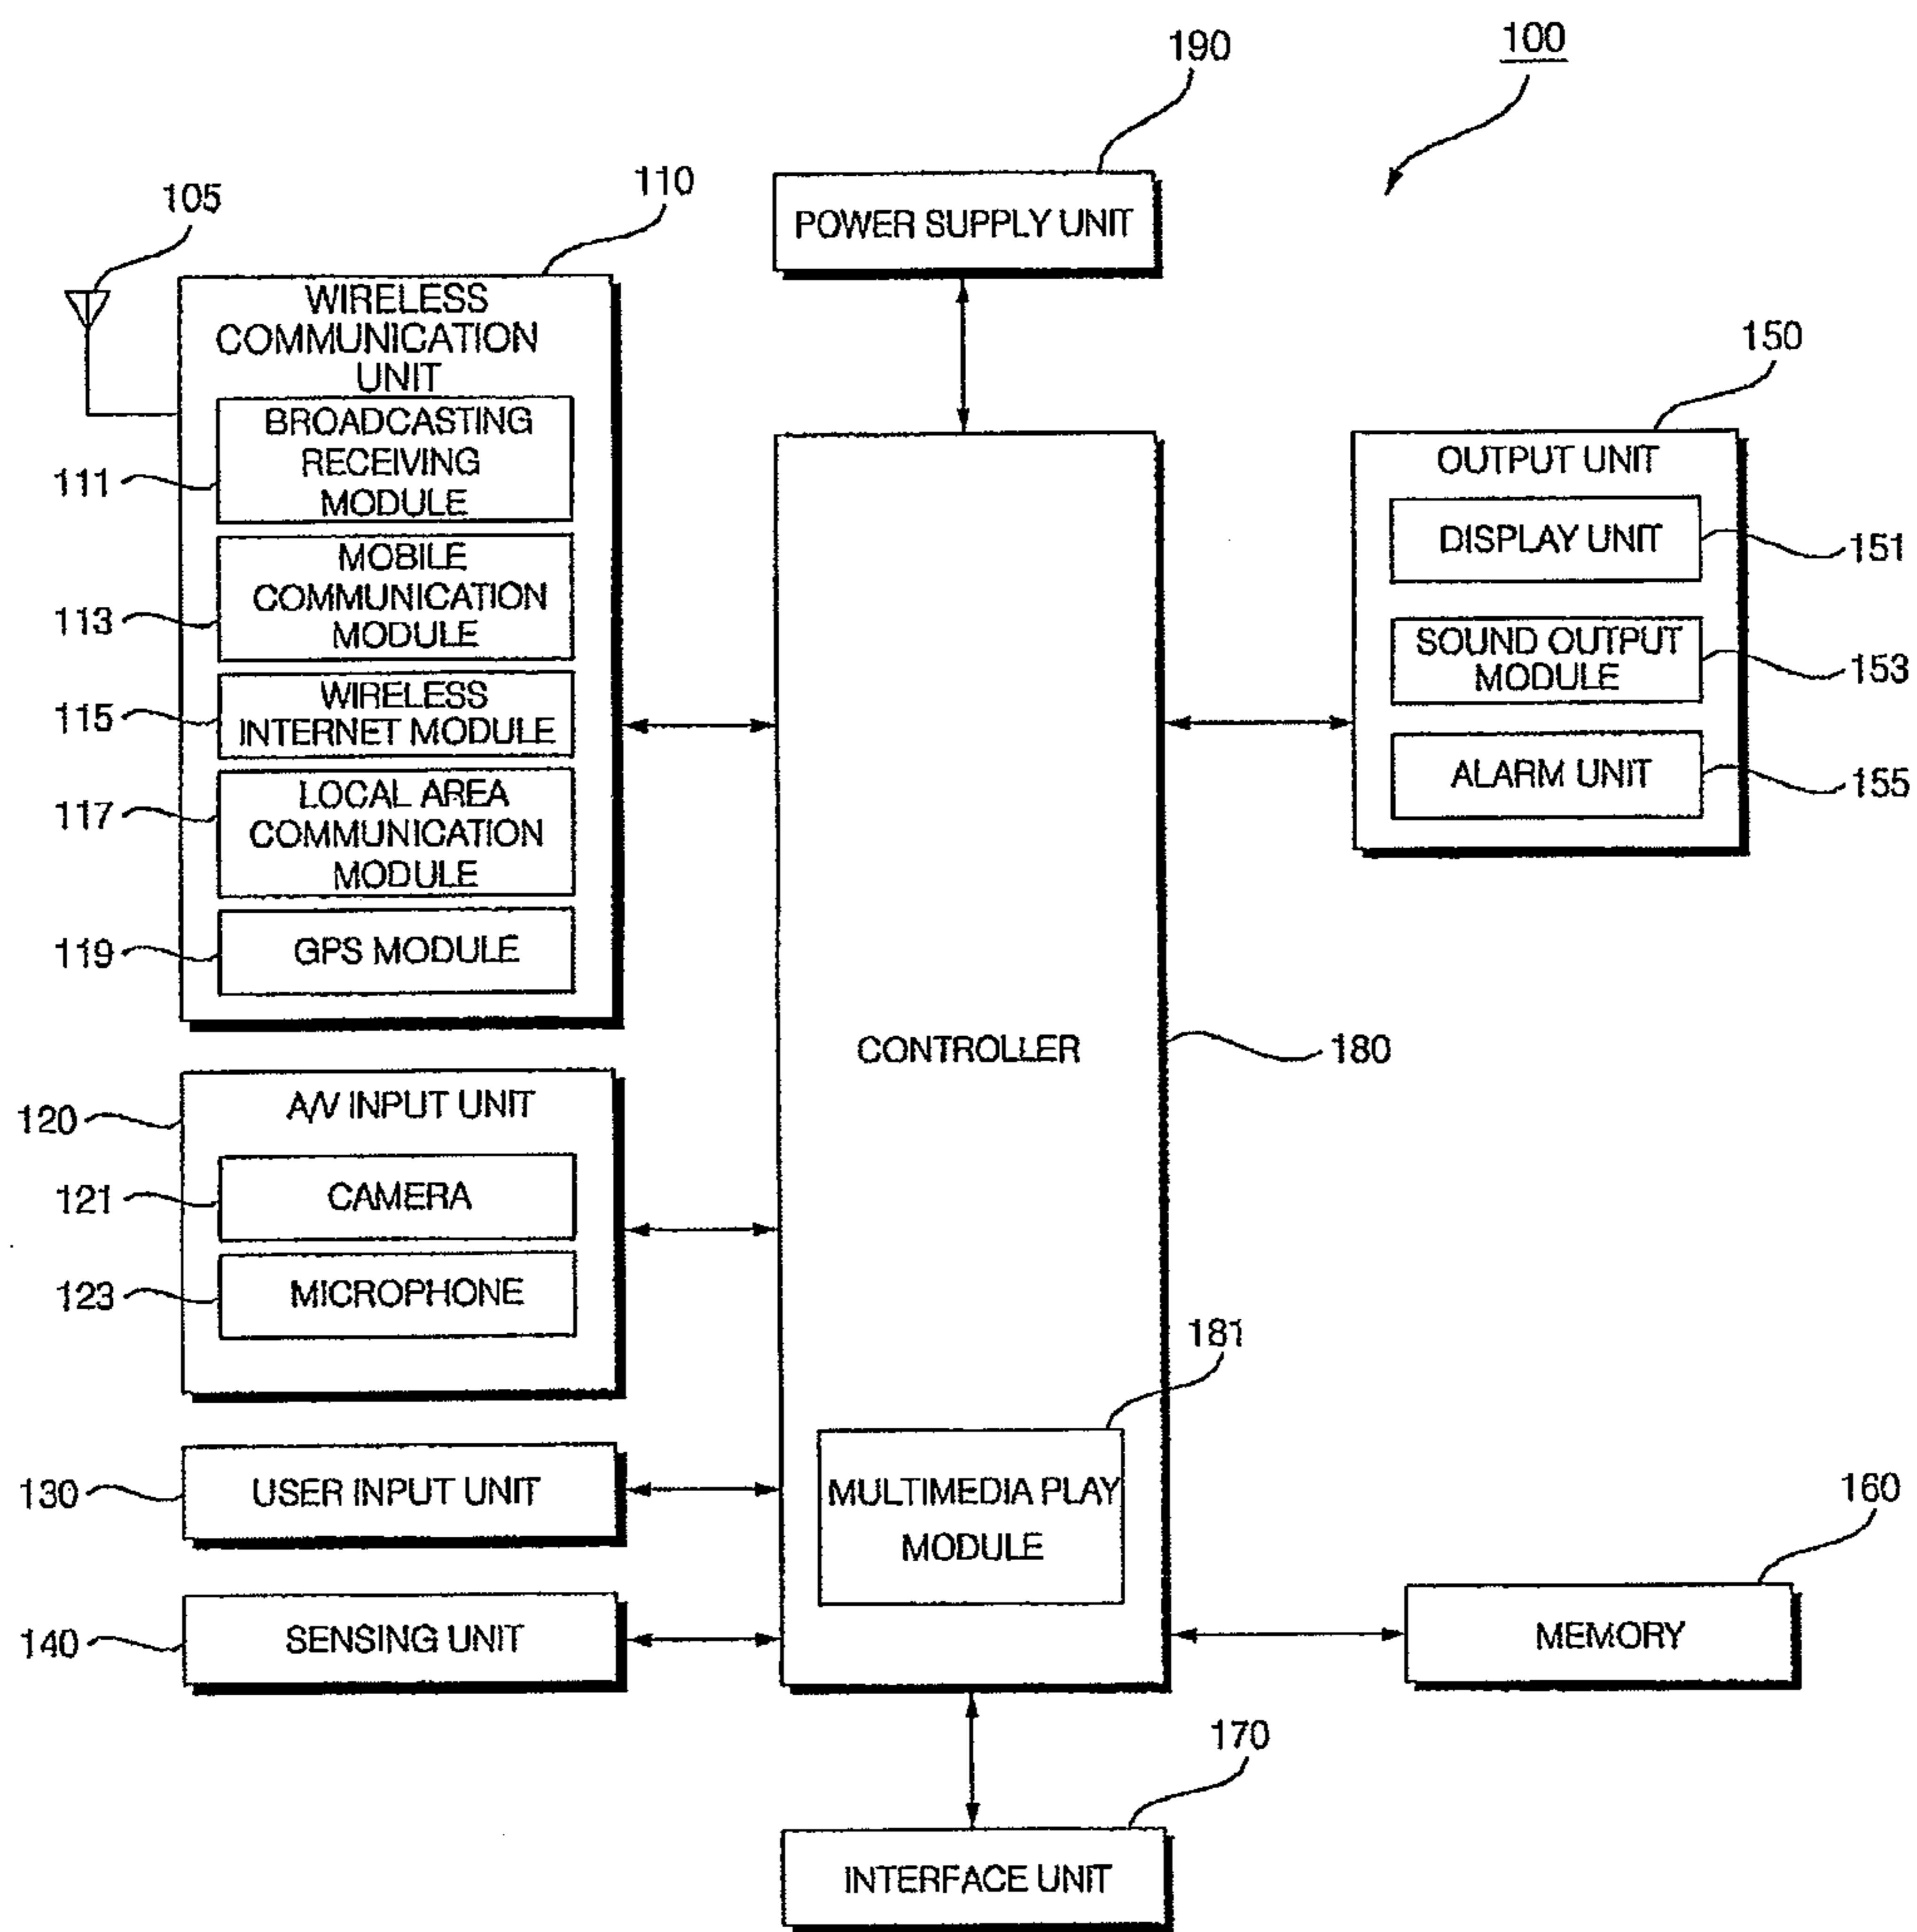 190
100
105
110
POWER SUPPLY UNIT
WIRELESS
COMMUNICATION
UNIT
BROADCASTING
RECEIVING
MODULE
111
MOBILE
COMMUNICATION
MODULE
113
WIRELESS
INTERNET MODULE
115
LOCAL AREA
COMMUNICATION
MODULE
117
GPS MODULE
119
150
OUTPUT UNIT
DISPLAY UNIT
151
SOUND OUTPUT
MODULE
153
ALARM UNIT
155
CONTROLLER
180
A/V INPUT UNIT
120
CAMERA
121
MICROPHONE
123
181
MULTIMEDIA PLAY
MODULE
USER INPUT UNIT
130
SENSING UNIT
140
160
MEMORY
170
INTERFACE UNIT